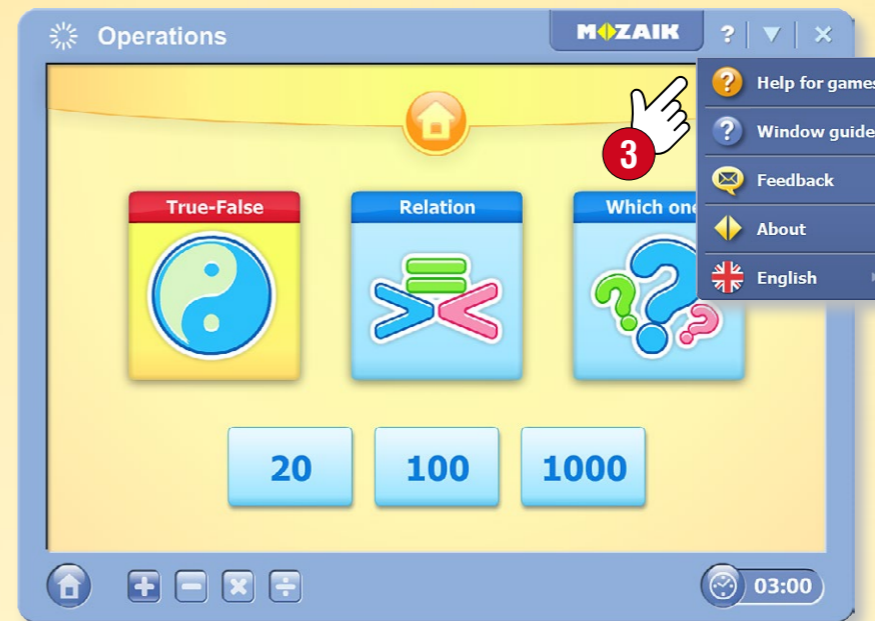 Operations
MOZAIK
?
Help for games
Window guide
Feedback
About
English
3
True-False
Relation
Which one
20
100
1000
03:00